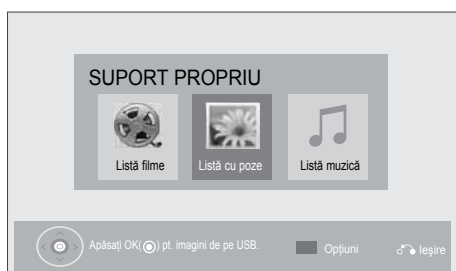 SUPORT PROPRIU
Listă filme
Listă cu poze
Listă muzică
Apăsați OK(◉) pt. imagini de pe USB.
Opțiuni
Ieșire